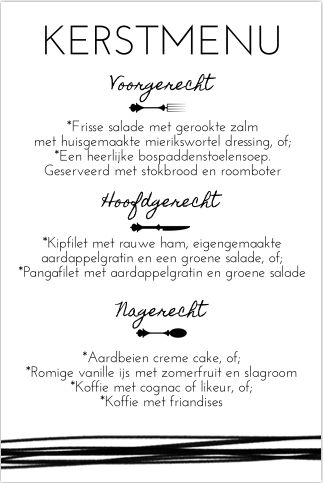 KERSTMENU
Voorgerecht
*Frisse salade met gerookte zalm
met huisgemaakte mierikswortel dressing, of;
*Een heerlijke bospaddenstoelensoep.
Geserveerd met stokbrood en roomboter
Hoofdgerecht
*Kipfilet met rauwe ham, eigengemaakte
aardappelgratin en een groene salade, of;
*Pangafilet met aardappelgratin en groene salade
Nagerecht
*Aardbeien creme cake, of;
*Romige vanille ijs met zomerfruit en slagroom
*Koffie met cognac of likeur, of;
*Koffie met friandises